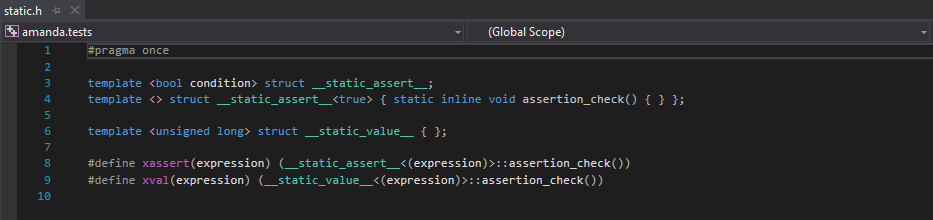 static.h
amanda.tests (Global Scope)
1 #pragma once
2
3 template <bool condition> struct __static_assert__;
4 template <> struct __static_assert__<true> { static inline void assertion_check() { } };
5
6 template <unsigned long> struct __static_value__ { };
7
8 #define xassert(expression) (__static_assert__<(expression)>::assertion_check())
9 #define xval(expression) (__static_value__<(expression)>::assertion_check())
10